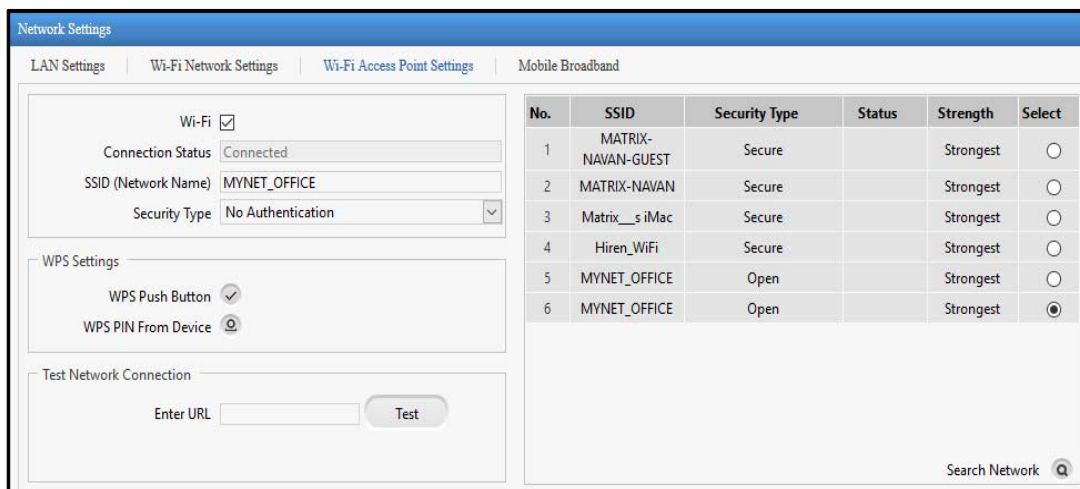 Network Settings
LAN Settings Wi-Fi Network Settings Wi-Fi Access Point Settings Mobile Broadband
Wi-Fi
Connection Status Connected
SSID (Network Name) MYNET_OFFICE
Security Type No Authentication
WPS Settings
WPS Push Button
WPS PIN From Device
Test Network Connection
Enter URL Test
No. SSID Security Type Status Strength Select
1 MATRIX-
NAVAN-GUEST Secure Strongest
2 MATRIX-NAVAN Secure Strongest
3 Matrix__s iMac Secure Strongest
4 Hiren_WiFi Secure Strongest
5 MYNET_OFFICE Open Strongest
6 MYNET_OFFICE Open Strongest
Search Network